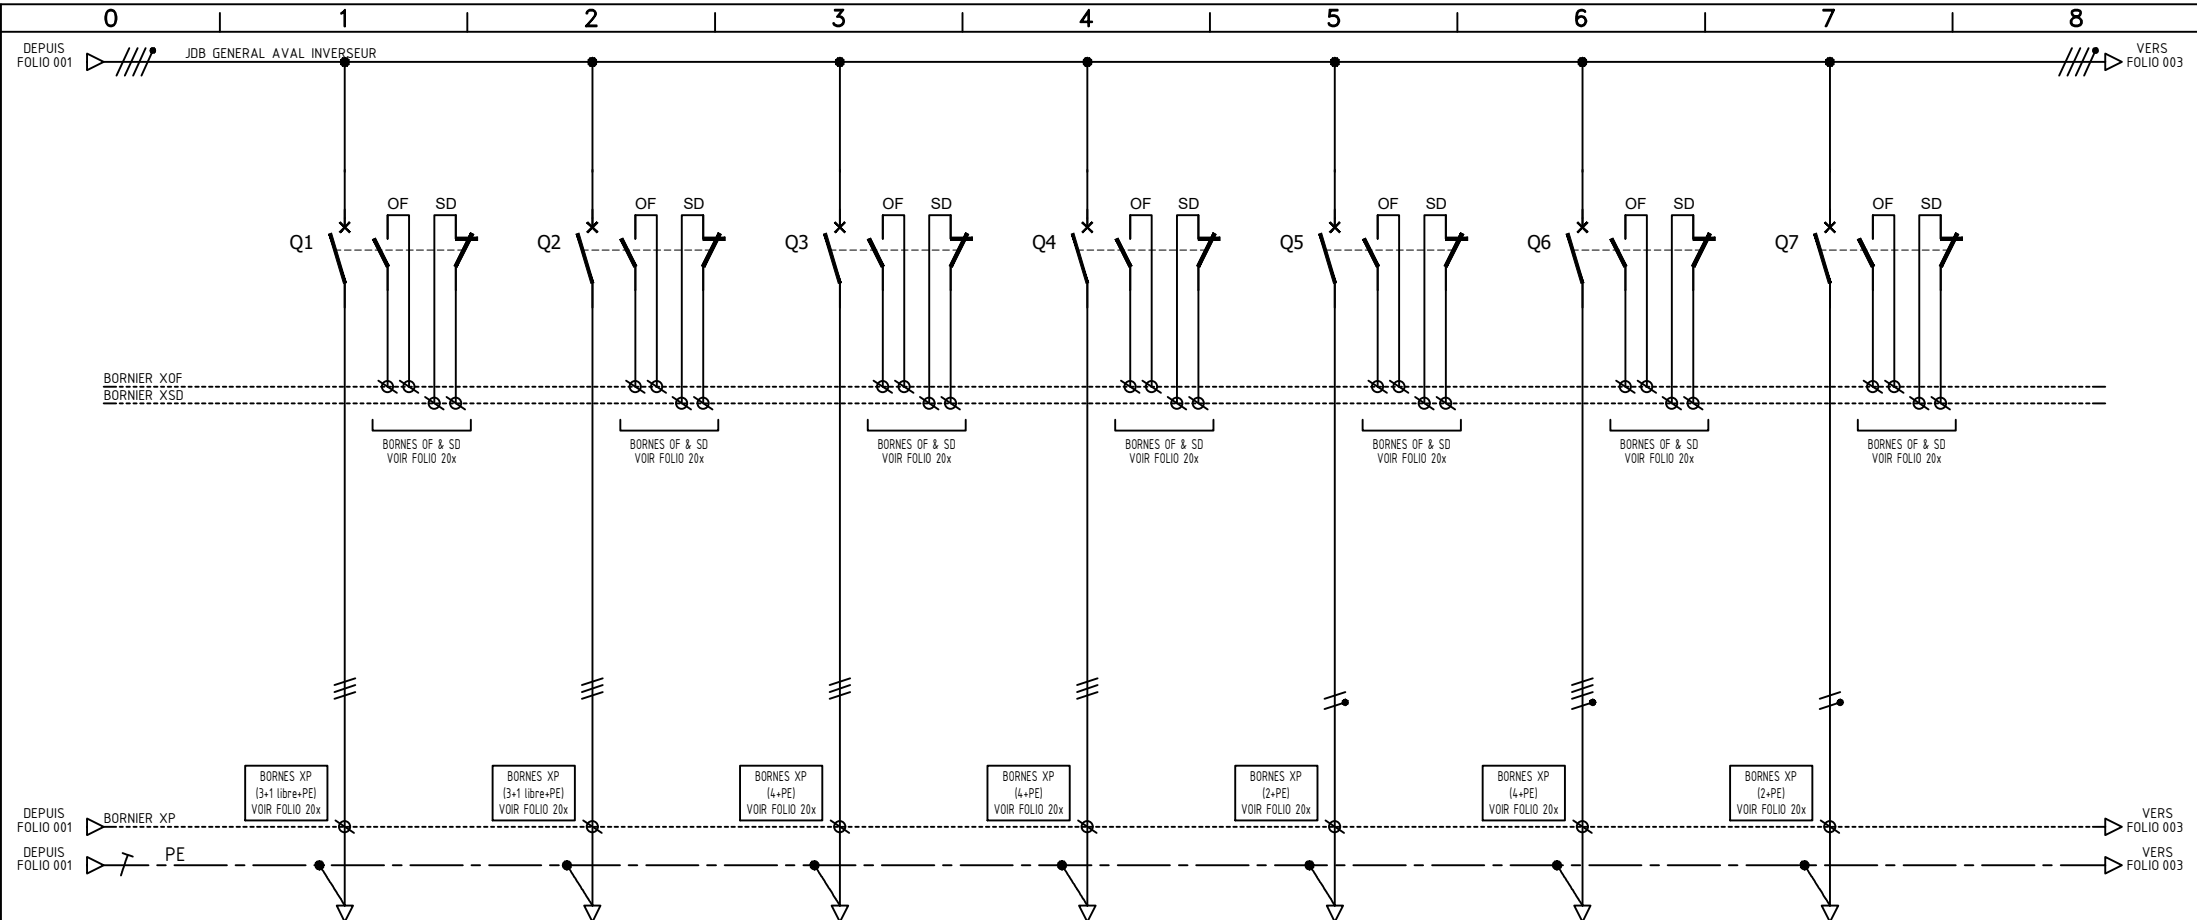 0 1 2 3 4 5 6 7 8
DEPUIS
FOLIO 001
JDB GENERAL AVAL INVERSEUR
VERS
FOLIO 003
OF SD OF SD OF SD OF SD OF SD OF SD OF SD
Q1 Q2 Q3 Q4 Q5 Q6 Q7
BORNIER XOF
BORNIER XSD
BORNES OF & SD
VOIR FOLIO 20x
BORNES OF & SD
VOIR FOLIO 20x
BORNES OF & SD
VOIR FOLIO 20x
BORNES OF & SD
VOIR FOLIO 20x
BORNES OF & SD
VOIR FOLIO 20x
BORNES OF & SD
VOIR FOLIO 20x
BORNES OF & SD
VOIR FOLIO 20x
BORNES XP
(3+1 libre+PE)
VOIR FOLIO 20x
BORNES XP
(3+1 libre+PE)
VOIR FOLIO 20x
BORNES XP
(4+PE)
VOIR FOLIO 20x
BORNES XP
(4+PE)
VOIR FOLIO 20x
BORNES XP
(2+PE)
VOIR FOLIO 20x
BORNES XP
(4+PE)
VOIR FOLIO 20x
BORNES XP
(2+PE)
VOIR FOLIO 20x
DEPUIS
FOLIO 001
BORNIER XP
VERS
FOLIO 003
DEPUIS
FOLIO 001
PE
VERS
FOLIO 003